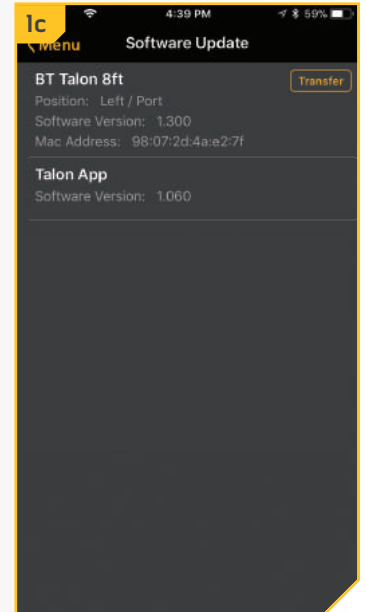 1c
4:39 PM
59%
Menu
Software Update
BT Talon 8ft
Transfer
Position: Left / Port
Software Version: 1.300
Mac Address: 98:07:2d:4a:e2:7f
Talon App
Software Version: 1.060